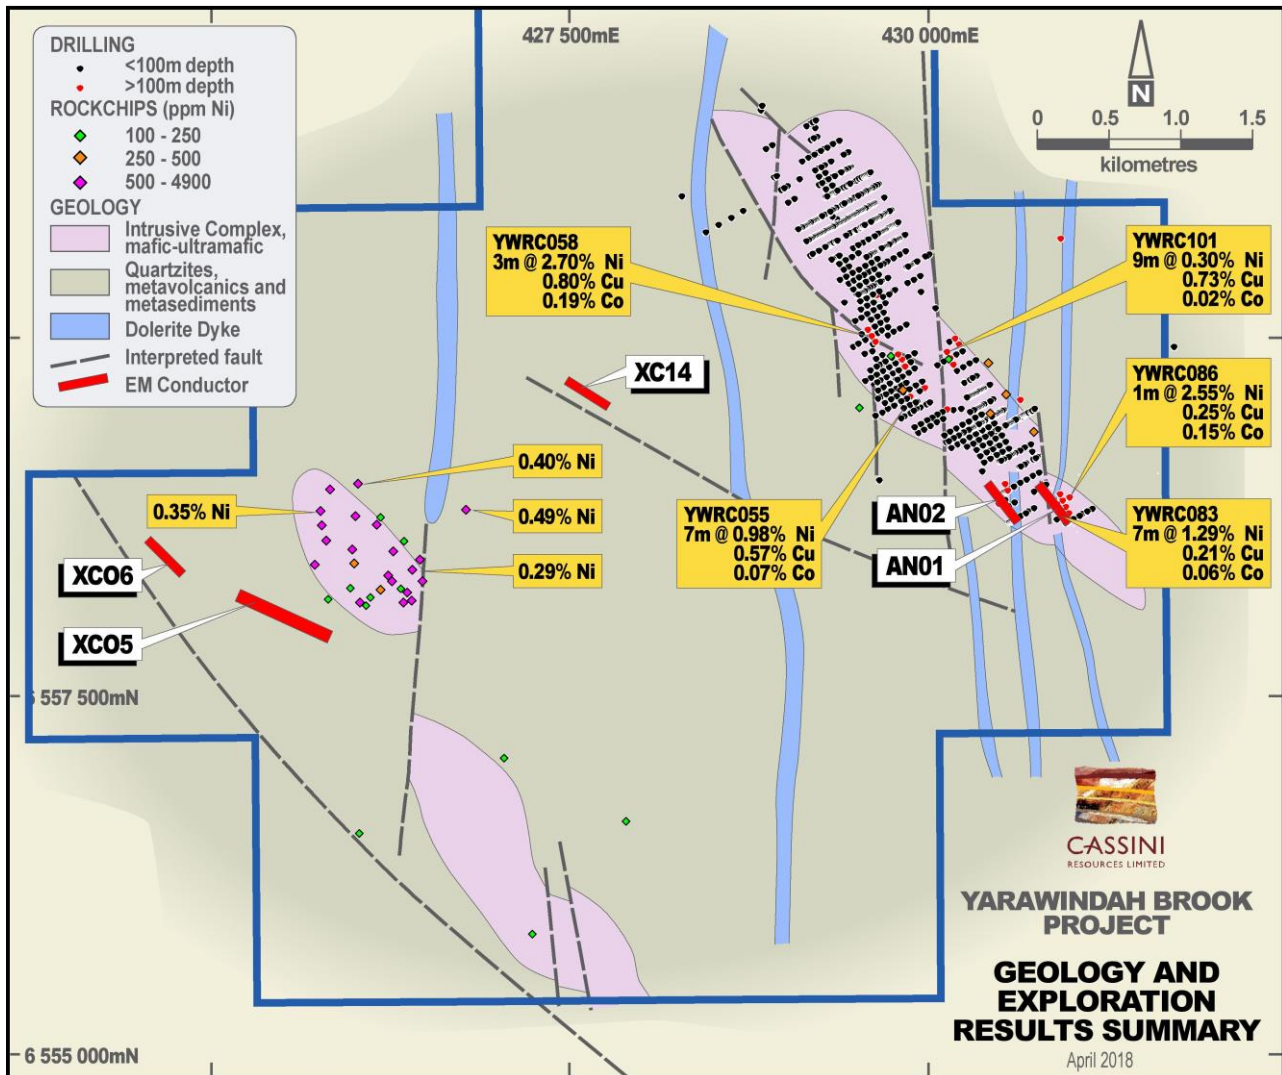 427 500mE
430 000mE
DRILLING
<100m depth
>100m depth
ROCKCHIPS (ppm Ni)
100 - 250
250 - 500
500 - 4900
GEOLOGY
Intrusive Complex,
mafic-ultramafic
Quartzites,
metavolcanics and
metasediments
Dolerite Dyke
Interpreted fault
EM Conductor
N
0 0.5 1.0 1.5
kilometres
YWRC058
3m @ 2.70% Ni
0.80% Cu
0.19% Co
YWRC101
9m @ 0.30% Ni
0.73% Cu
0.02% Co
XC14
YWRC086
1m @ 2.55% Ni
0.25% Cu
0.15% Co
0.40% Ni
0.35% Ni
0.49% Ni
0.29% Ni
YWRC055
7m @ 0.98% Ni
0.57% Cu
0.07% Co
AN02
AN01
YWRC083
7m @ 1.29% Ni
0.21% Cu
0.06% Co
XCO6
XCO5
6 557 500mN
CASSINI
RESOURCES LIMITED
YARAWINDAH BROOK
PROJECT
GEOLOGY AND
EXPLORATION
RESULTS SUMMARY
April 2018
6 555 000mN